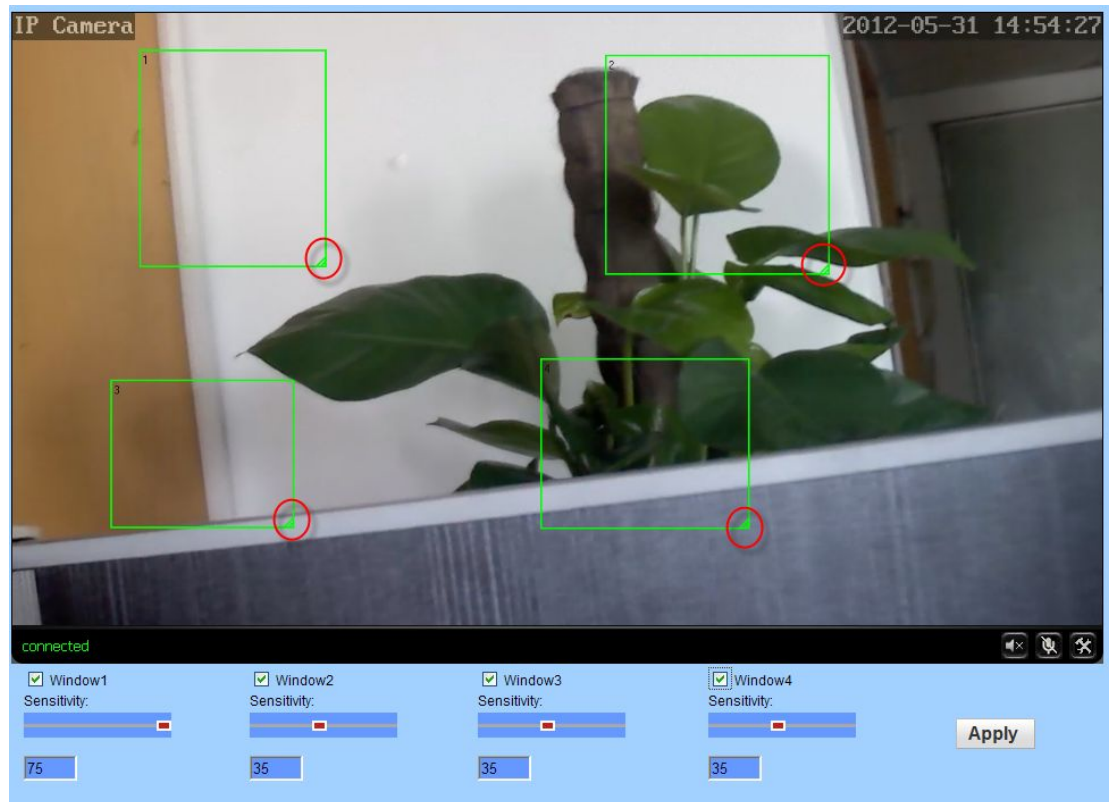 IP Camera 2012-05-31 14:54:27
1
2
3
4
connected
Window1 Window2 Window3 Window4
Sensitivity: Sensitivity: Sensitivity: Sensitivity:
Apply
75 35 35 35